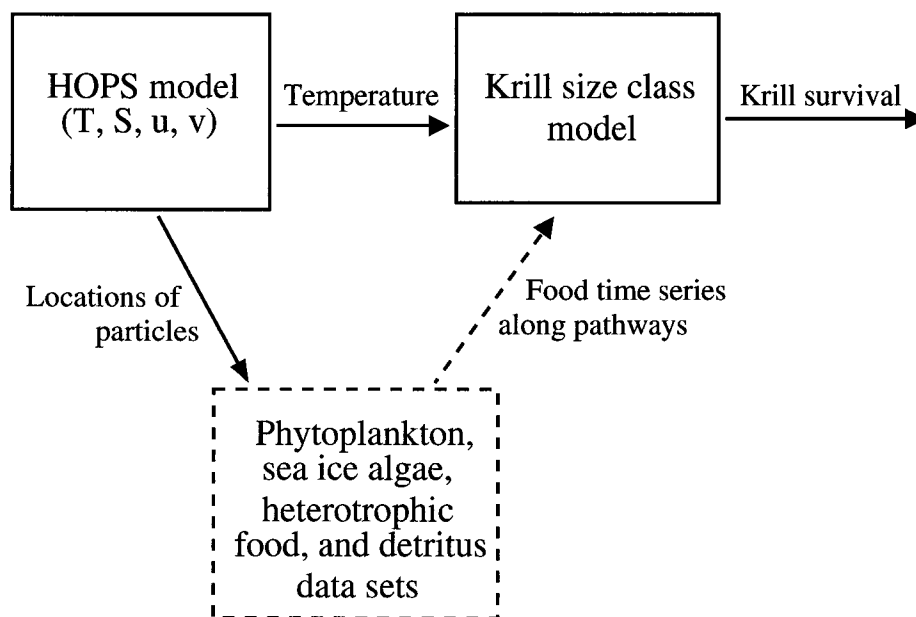 HOPS model
(T, S, u, v)
Temperature
Krill size class
model
Krill survival
Locations of
particles
Food time series
along pathways
Phytoplankton,
sea ice algae,
heterotrophic
food, and detritus
data sets